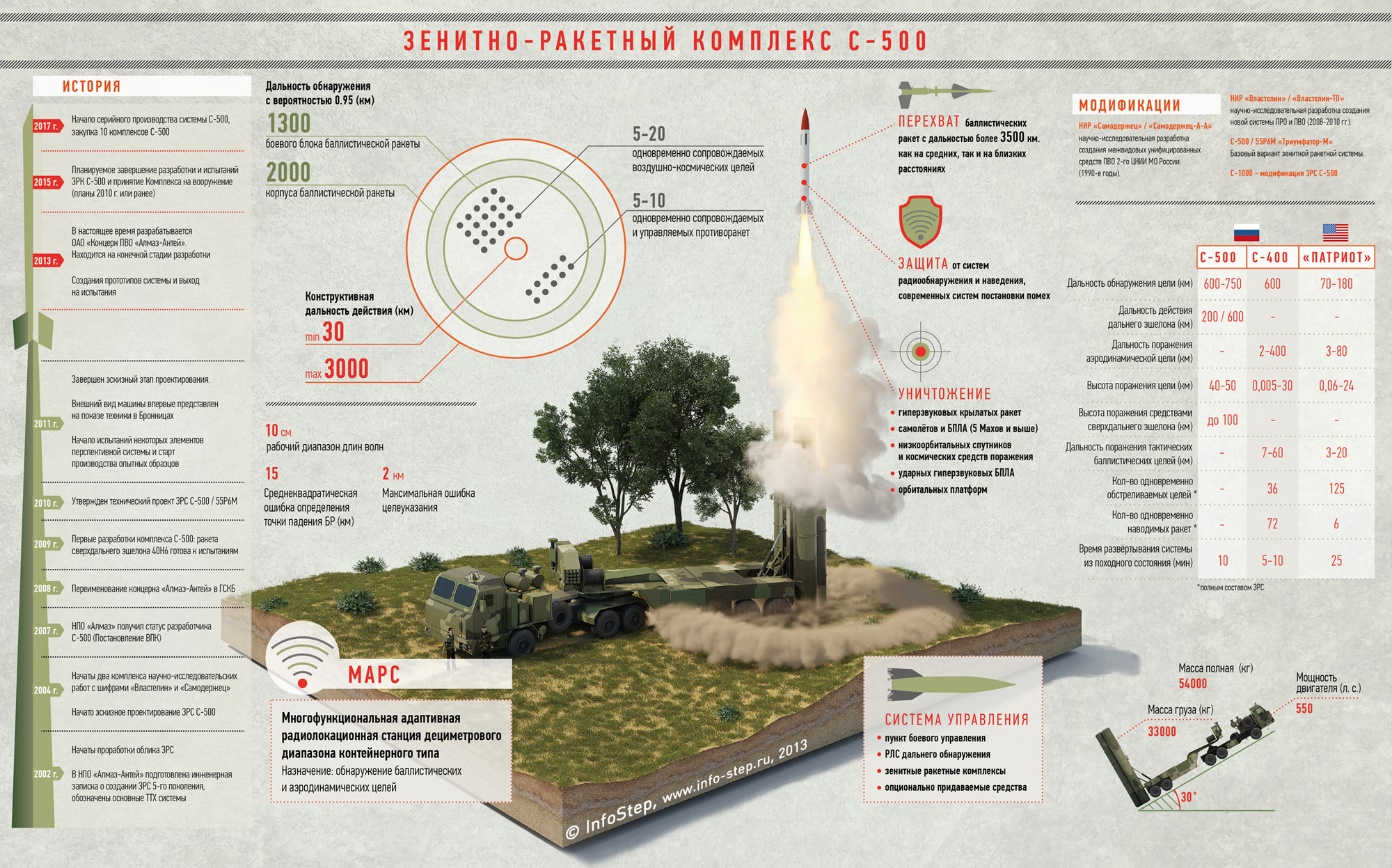 ЗЕНИТНО-РАКЕТНЫЙ КОМПЛЕКС С-500
ИСТОРИЯ
2017 г.
Начало серийного производства системы С-500,
закупка 10 комплексов С-500
2015 г.
Планируемое завершение разработки и испытаний
ЗРК С-500 и принятие Комплекса на вооружение
(планы 2010 г. или ранее)
2013 г.
В настоящее время разрабатывается
ОАО «Концерн ПВО «Алмаз-Антей».
Находится на конечной стадии разработки
Создания прототипов системы и выход
на испытания
2011 г.
Завершен эскизный этап проектирования.
Внешний вид машины впервые представлен
на показе техники в Бронницах
Начало испытаний некоторых элементов
перспективной системы и старт
производства опытных образцов
2010 г.
Утвержден технический проект ЗРС С-500 / 55Р6М
2009 г.
Первые разработки комплекса С-500: ракета
сверхдальнего эшелона 40Н6 готова к испытаниям
2008 г.
Переименование концерна «Алмаз-Антей» в ГСКБ
2007 г.
НПО «Алмаз» получил статус разработчика
С-500 (Постановление ВПК)
2004 г.
Начаты два комплекса научно-исследовательских
работ с шифрами «Властелин» и «Самодержец»
Начато эскизное проектирование ЗРС С-500
2002 г.
Начаты проработки облика ЗРС
В НПО «Алмаз-Антей» подготовлена инженерная
записка о создании ЗРС 5-го поколения,
обозначены основные ТТХ системы
Дальность обнаружения
с вероятностью 0.95 (км)
1300
боевого блока баллистической ракеты
2000
корпуса баллистической ракеты
5-20
одновременно сопровождаемых
воздушно-космических целей
5-10
одновременно сопровождаемых
и управляемых противоракет
Конструктивная
дальность действия (км)
min 30
max 3000
10 см
рабочий диапазон длин волн
15
Среднеквадратическая
ошибка определения
точки падения БР (км)
2 км
Максимальная ошибка
целеуказания
МАРС
Многофункциональная адаптивная
радиолокационная станция дециметрового
диапазона контейнерного типа
Назначение: обнаружение баллистических
и аэродинамических целей
© InfoStep, www.info-step.ru, 2013
ПЕРЕХВАТ баллистических
ракет с дальностью более 3500 км.
как на средних, так и на близких
расстояниях
ЗАЩИТА от систем
радиообнаружения и наведения,
современных систем постановки помех
УНИЧТОЖЕНИЕ
гиперзвуковых крылатых ракет
самолётов и БПЛА (5 Махов и выше)
низкоорбитальных спутников
и космических средств поражения
ударных гиперзвуковых БПЛА
орбитальных платформ
СИСТЕМА УПРАВЛЕНИЯ
пункт боевого управления
РЛС дальнего обнаружения
зенитные ракетные комплексы
опционально придаваемые средства
МОДИФИКАЦИИ
НИР «Самодержец» / «Самодержец-А-А»
научно-исследовательская разработка
создания межвидовых унифицированных
средств ПВО 2-го ЦНИИ МО России
(1990-е годы).
НИР «Властелин» / «Властелин-ТП»
научно-исследовательская разработка создания
новой системы ПРО и ПВО (2008-2010 гг.).
С-500 / 55Р6М «Триумфатор-М»
Базовый вариант зенитной ракетной системы.
С-1000 - модификация ЗРС С-500
С-500 С-400 «ПАТРИОТ»
Дальность обнаружения цели (км) 600-750 600 70-180
Дальность действия
дальнего эшелона (км) 200 / 600 - -
Дальность поражения
аэродинамической цели (км) - 2-400 3-80
Высота поражения цели (км) 40-50 0,005-30 0,06-24
Высота поражения средствами
сверхдальнего эшелона (км) до 100 - -
Дальность поражения тактических
баллистических целей (км) - 7-60 3-20
Кол-во одновременно
обстреливаемых целей * - 36 125
Кол-во одновременно
наводимых ракет * - 72 6
Время развёртывания системы
из походного состояния (мин) 10 5-10 25
*полным составом ЗРС
Масса полная (кг)
54000
Масса груза (кг)
33000
Мощность
двигателя (л. с.)
550
30°